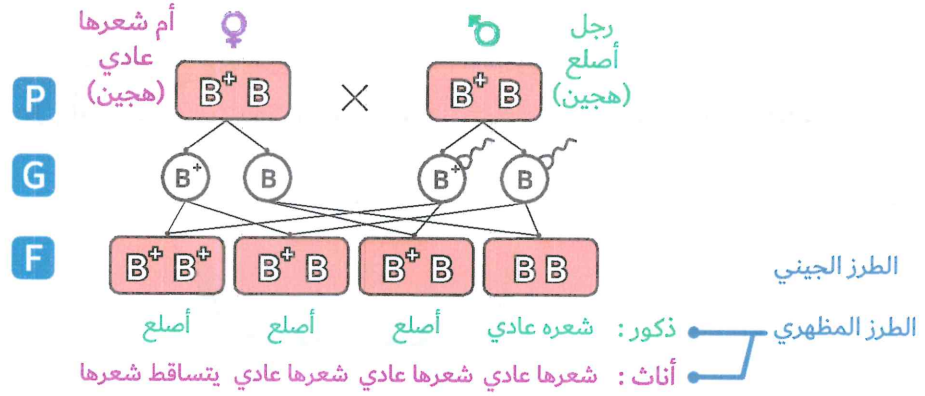 أم شعرها عادي (هجين)
رجل أصلع (هجين)
P
B⁺ B × B⁺ B
G
B⁺ B B⁺ B
F
B⁺ B⁺ B⁺ B B⁺ B B B
الطرز الجيني
الطرز المظهري
ذكور : شعره عادي أصلع أصلع أصلع
أناث : شعرها عادي شعرها عادي شعرها عادي يتساقط شعرها